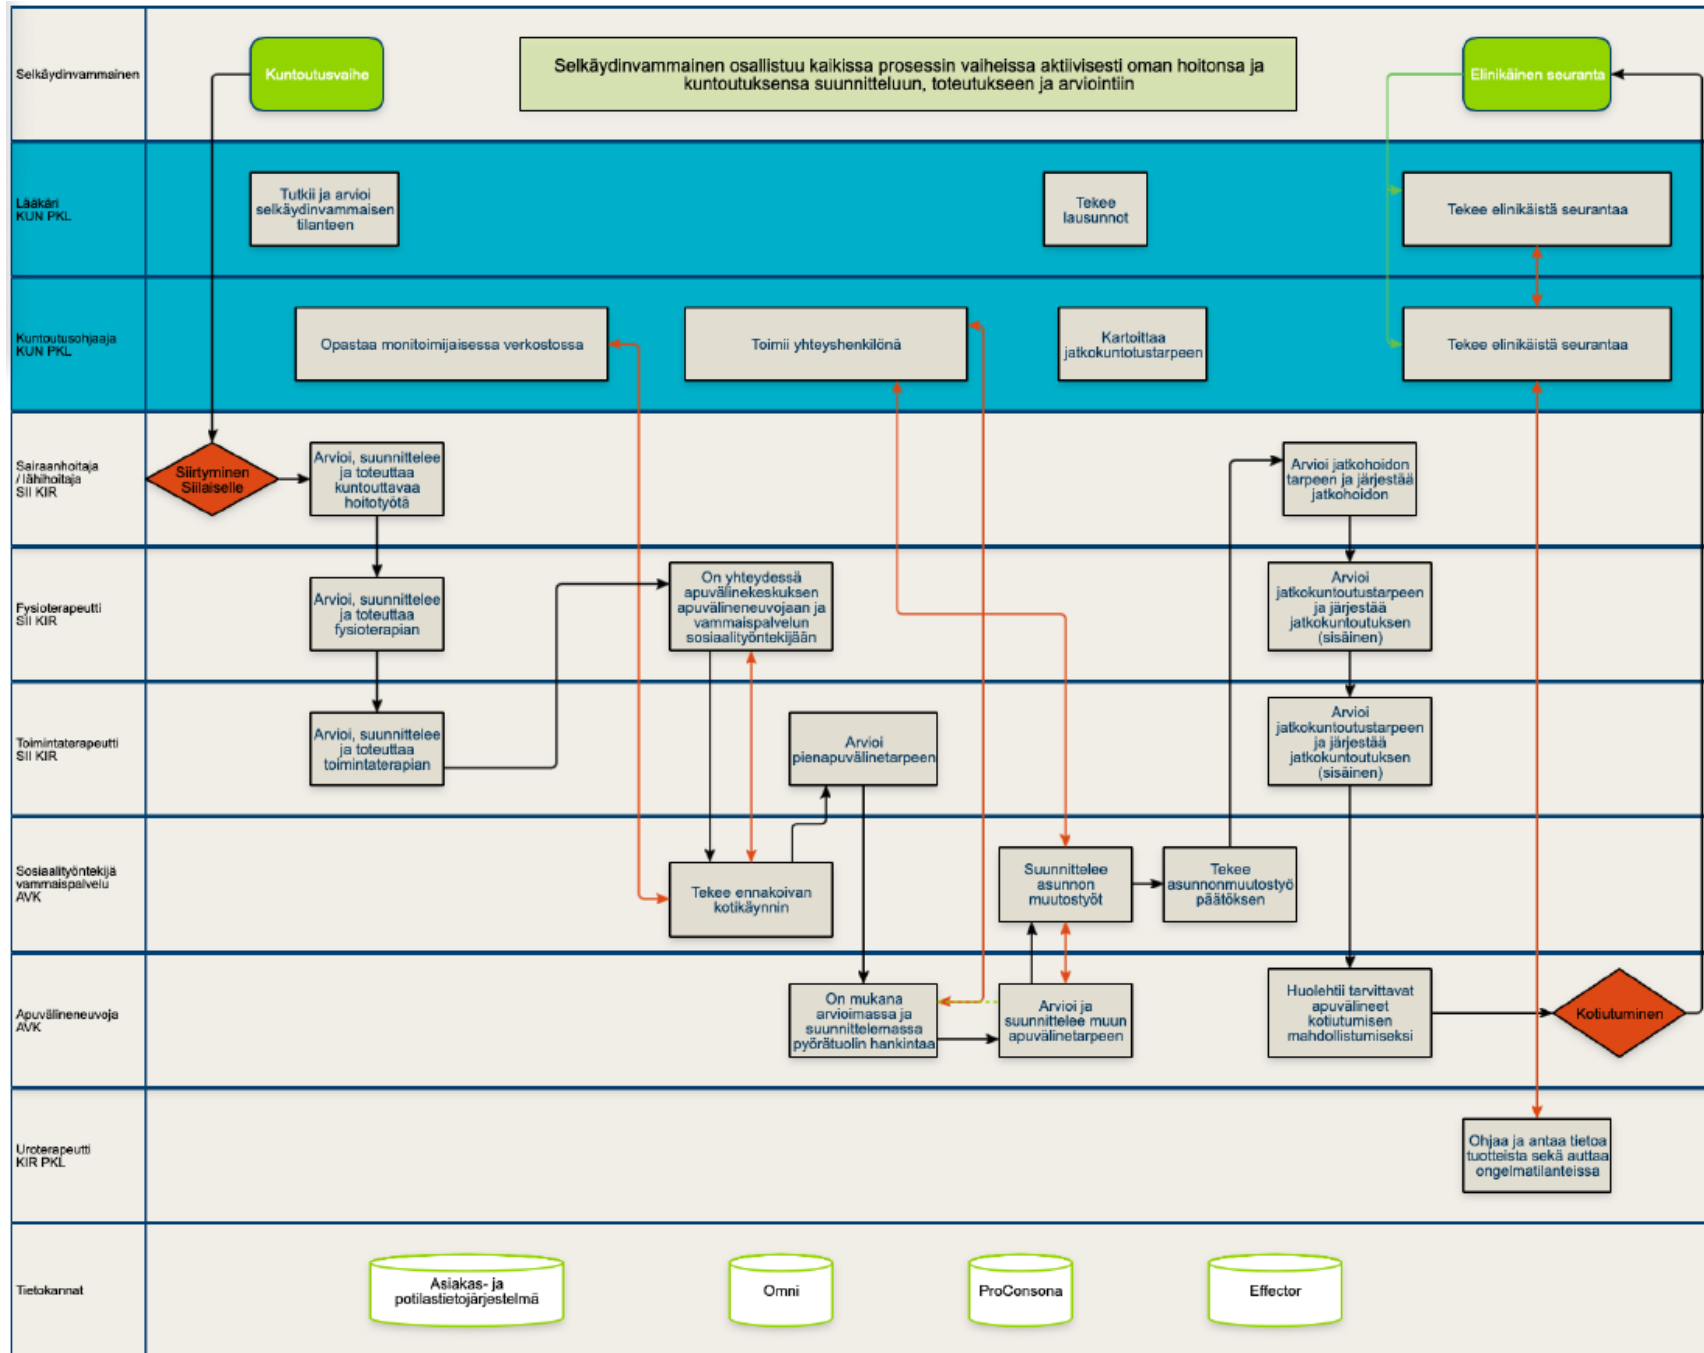 Selkäydinvammainen
Kuntoutusvaihe
Selkäydinvammainen osallistuu kaikissa prosessin vaiheissa aktiivisesti oman hoitonsa ja
kuntoutuksensa suunnitteluun, toteutukseen ja arviointiin
Elinikäinen seuranta
Lääkäri
KUN PKL
Tutkii ja arvioi
selkäydinvammaisen
tilanteen
Tekee
lausunnot
Tekee elinikäistä seurantaa
Kuntoutusohjaaja
KUN PKL
Opastaa monitoimijaisessa verkostossa
Toimii yhteyshenkilönä
Kartoittaa
jatkokuntotustarpeen
Tekee elinikäistä seurantaa
Sairaanhoitaja
/ lähihoitaja
SII KIR
Siirtyminen
Siilaiselle
Arvioi, suunnittelee
ja toteuttaa
kuntouttavaa
hoitotyötä
Arvioi jatkohoidon
tarpeen ja järjestää
jatkohoidon
Fysioterapeutti
SII KIR
Arvioi, suunnittelee
ja toteuttaa
fysioterapian
On yhteydessä
apuvälinekeskuksen
apuvälineneuvojaan ja
vammaispalvelun
sosiaalityöntekijään
Arvioi
jatkokuntoutustarpeen
ja järjestää
jatkokuntoutuksen
(sisäinen)
Toimintaterapeutti
SII KIR
Arvioi, suunnittelee
ja toteuttaa
toimintaterapian
Arvioi
pienapuvälinetarpeen
Arvioi
jatkokuntoutustarpeen
ja järjestää
jatkokuntoutuksen
(sisäinen)
Sosiaalityöntekijä
vammaispalvelu
AVK
Tekee ennakoivan
kotikäynnin
Suunnittelee
asunnon
muutostyöt
Tekee
asunnonmuutostyö
päätöksen
Apuvälineneuvoja
AVK
On mukana
arvioimassa ja
suunnittelemassa
pyörätuolin hankintaa
Arvioi ja
suunnittelee muun
apuvälinetarpeen
Huolehtii tarvittavat
apuvälineet
kotiutumisen
mahdollistumiseksi
Kotiutuminen
Uroterapeutti
KIR PKL
Ohjaa ja antaa tietoa
tuotteista sekä auttaa
ongelmatilanteissa
Tietokannat
Asiakas- ja
potilastietojärjestelmä
Omni
ProConsona
Effector